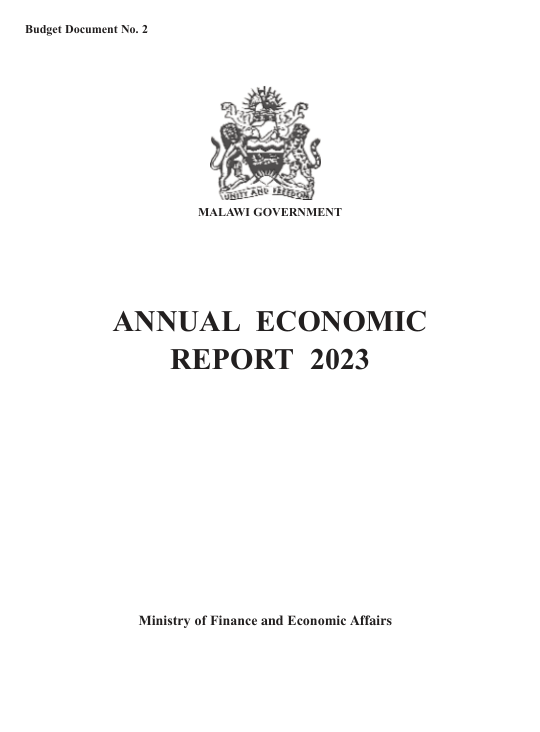 Budget Document No. 2
UNITY AND FREEDOM
MALAWI GOVERNMENT
ANNUAL ECONOMIC
REPORT 2023
Ministry of Finance and Economic Affairs